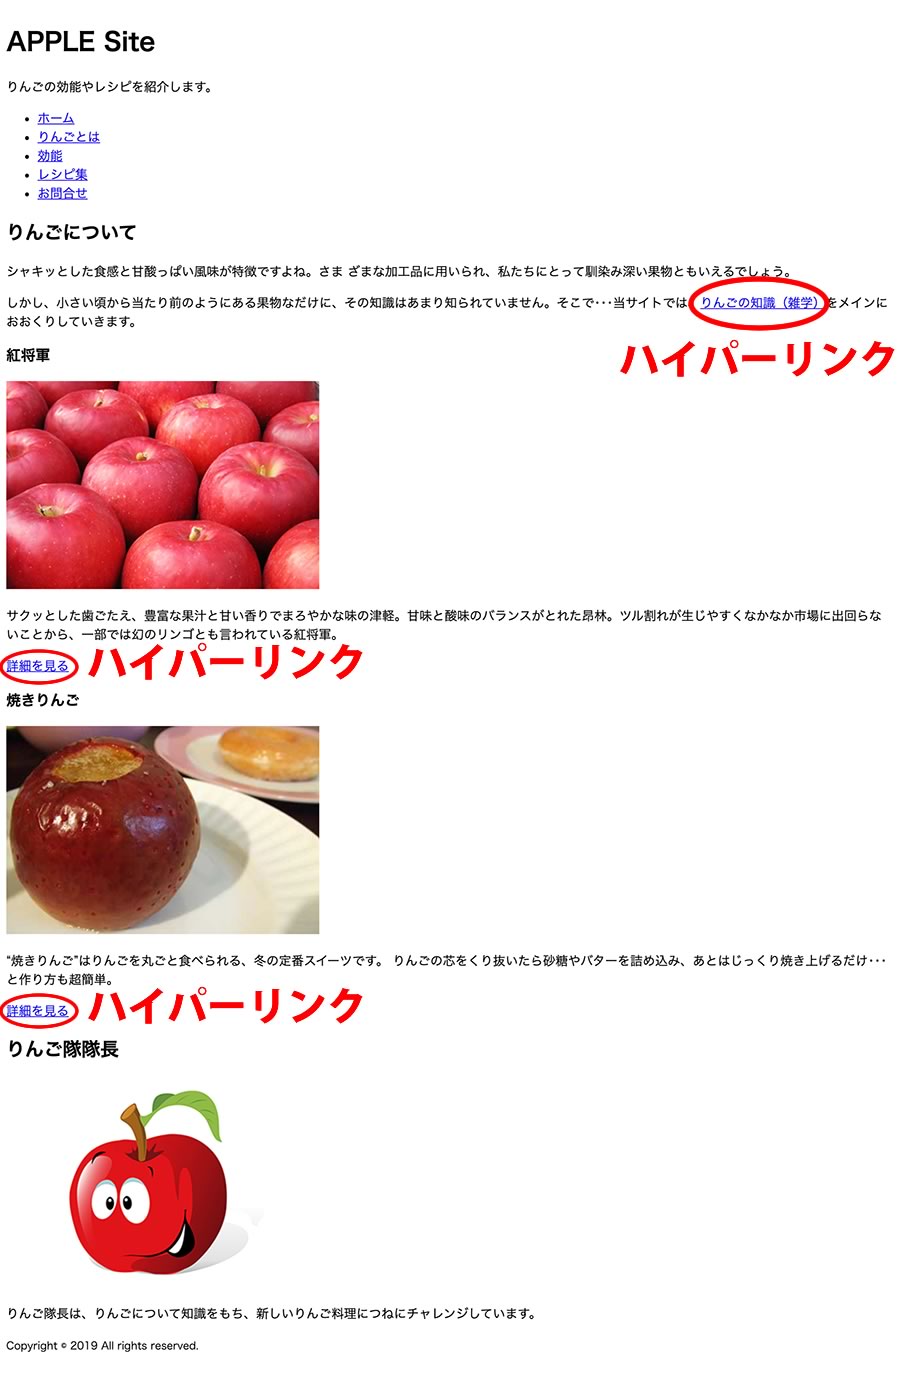 APPLE Site
りんごの効能やレシピを紹介します。
ホーム
りんごとは
効能
レシピ集
お問合せ
りんごについて
シャキッとした食感と甘酸っぱい風味が特徴ですよね。さま ざまな加工品に用いられ、私たちにとって馴染み深い果物ともいえるでしょう。
しかし、小さい頃から当たり前のようにある果物なだけに、その知識はあまり知られていません。そこで･･･当サイトでは りんごの知識（雑学）をメインに
おおくりしていきます。
ハイパーリンク
紅将軍
サクッとした歯ごたえ、豊富な果汁と甘い香りでまろやかな味の津軽。甘味と酸味のバランスがとれた昂林。ツル割れが生じやすくなかなか市場に出回らな
いことから、一部では幻のリンゴとも言われている紅将軍。
詳細を見る ハイパーリンク
焼きりんご
“焼きりんご”はりんごを丸ごと食べられる、冬の定番スイーツです。 りんごの芯をくり抜いたら砂糖やバターを詰め込み、あとはじっくり焼き上げるだけ･･･
と作り方も超簡単。
詳細を見る ハイパーリンク
りんご隊隊長
りんご隊長は、りんごについて知識をもち、新しいりんご料理につねにチャレンジしています。
Copyright © 2019 All rights reserved.